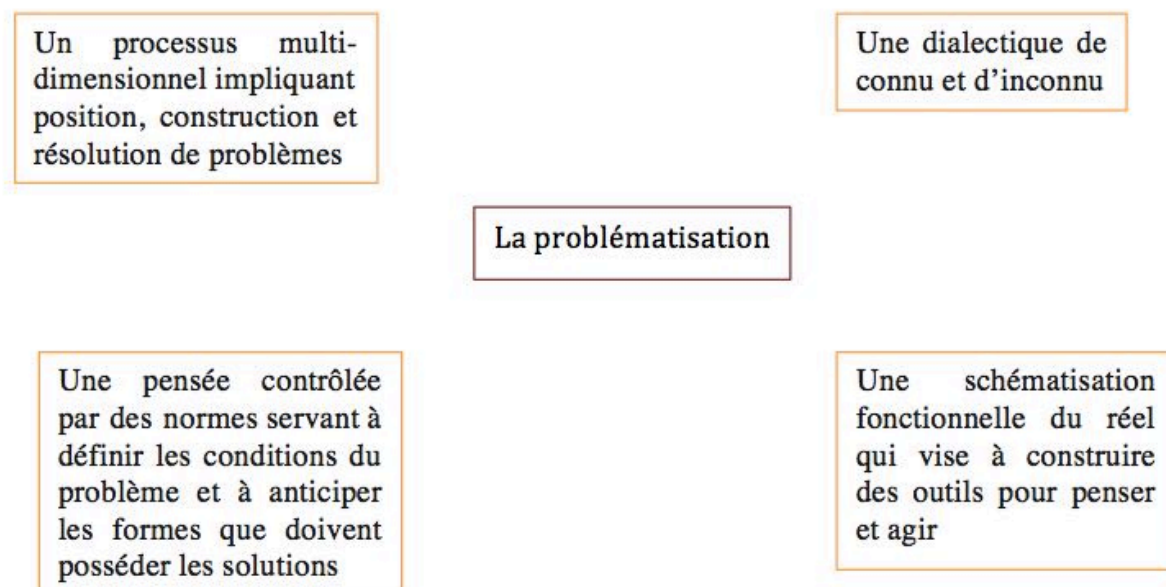 Un processus multi-
dimensionnel impliquant
position, construction et
résolution de problèmes
Une dialectique de
connu et d’inconnu
La problématisation
Une pensée contrôlée
par des normes servant à
définir les conditions du
problème et à anticiper
les formes que doivent
posséder les solutions
Une schématisation
fonctionnelle du réel
qui vise à construire
des outils pour penser
et agir